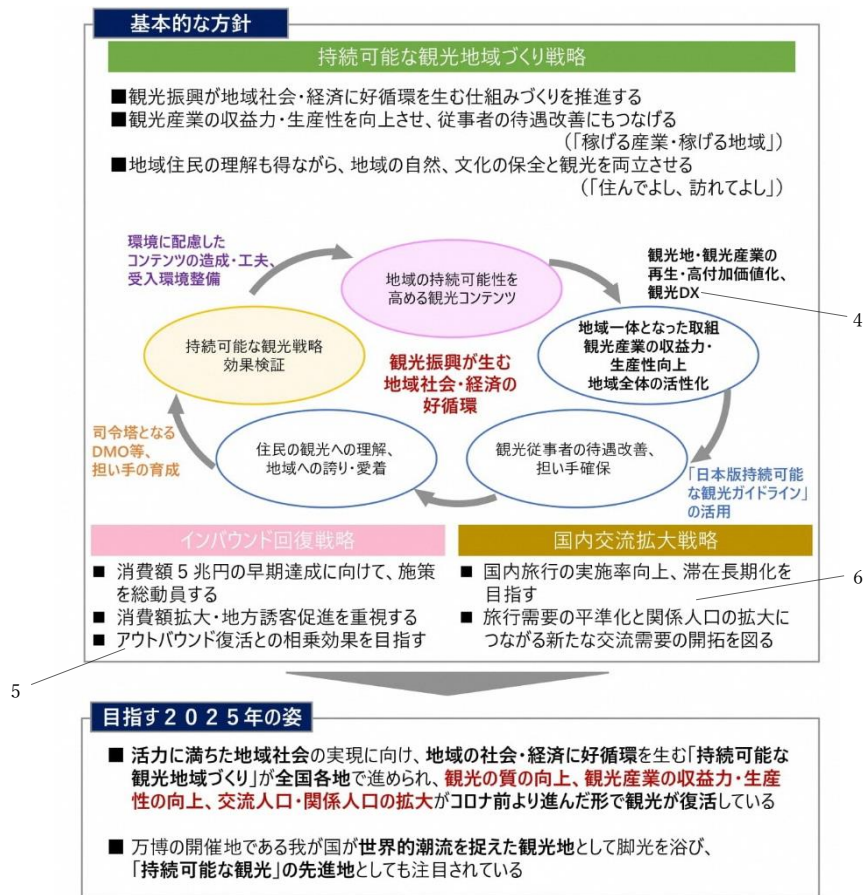 基本的な方針
持続可能な観光地域づくり戦略
■観光振興が地域社会・経済に好循環を生む仕組みづくりを推進する
■観光産業の収益力・生産性を向上させ、従事者の待遇改善にもつなげる
(「稼げる産業・稼げる地域」)
■地域住民の理解も得ながら、地域の自然、文化の保全と観光を両立させる
(「住んでよし、訪れてよし」)
環境に配慮した
コンテンツの造成・工夫、
受入環境整備
地域の持続可能性を
高める観光コンテンツ
観光地・観光産業の
再生・高付加価値化、
観光DX
4
地域一体となった取組
観光産業の収益力・
生産性向上
地域全体の活性化
持続可能な観光戦略
効果検証
観光振興が生む
地域社会・経済の
好循環
司令塔となる
DMO等、
担い手の育成
住民の観光への理解、
地域への誇り・愛着
観光従事者の待遇改善、
担い手確保
「日本版持続可能
な観光ガイドライン」
の活用
インバウンド回復戦略
■ 消費額5兆円の早期達成に向けて、施策
を総動員する
■ 消費額拡大・地方誘客促進を重視する
■ アウトバウンド復活との相乗効果を目指す
5
国内交流拡大戦略
■ 国内旅行の実施率向上、滞在長期化を
目指す
■ 旅行需要の平準化と関係人口の拡大に
つながる新たな交流需要の開拓を図る
6
目指す2025年の姿
■ 活力に満ちた地域社会の実現に向け、地域の社会・経済に好循環を生む「持続可能な
観光地域づくり」が全国各地で進められ、観光の質の向上、観光産業の収益力・生産
性の向上、交流人口・関係人口の拡大がコロナ前より進んだ形で観光が復活している
■ 万博の開催地である我が国が世界的潮流を捉えた観光地として脚光を浴び、
「持続可能な観光」の先進地としても注目されている